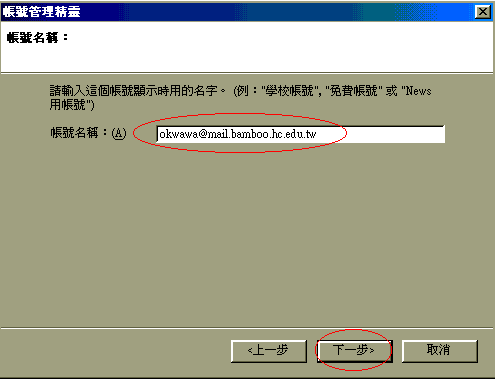 帳號管理精靈
帳號名稱：
請輸入這個帳號顯示時用的名字。 (例："學校帳號", "免費帳號" 或 "News
用帳號")
帳號名稱：(A) okwawa@mail.bamboo.hc.edu.tw
<上一步 下一步> 取消